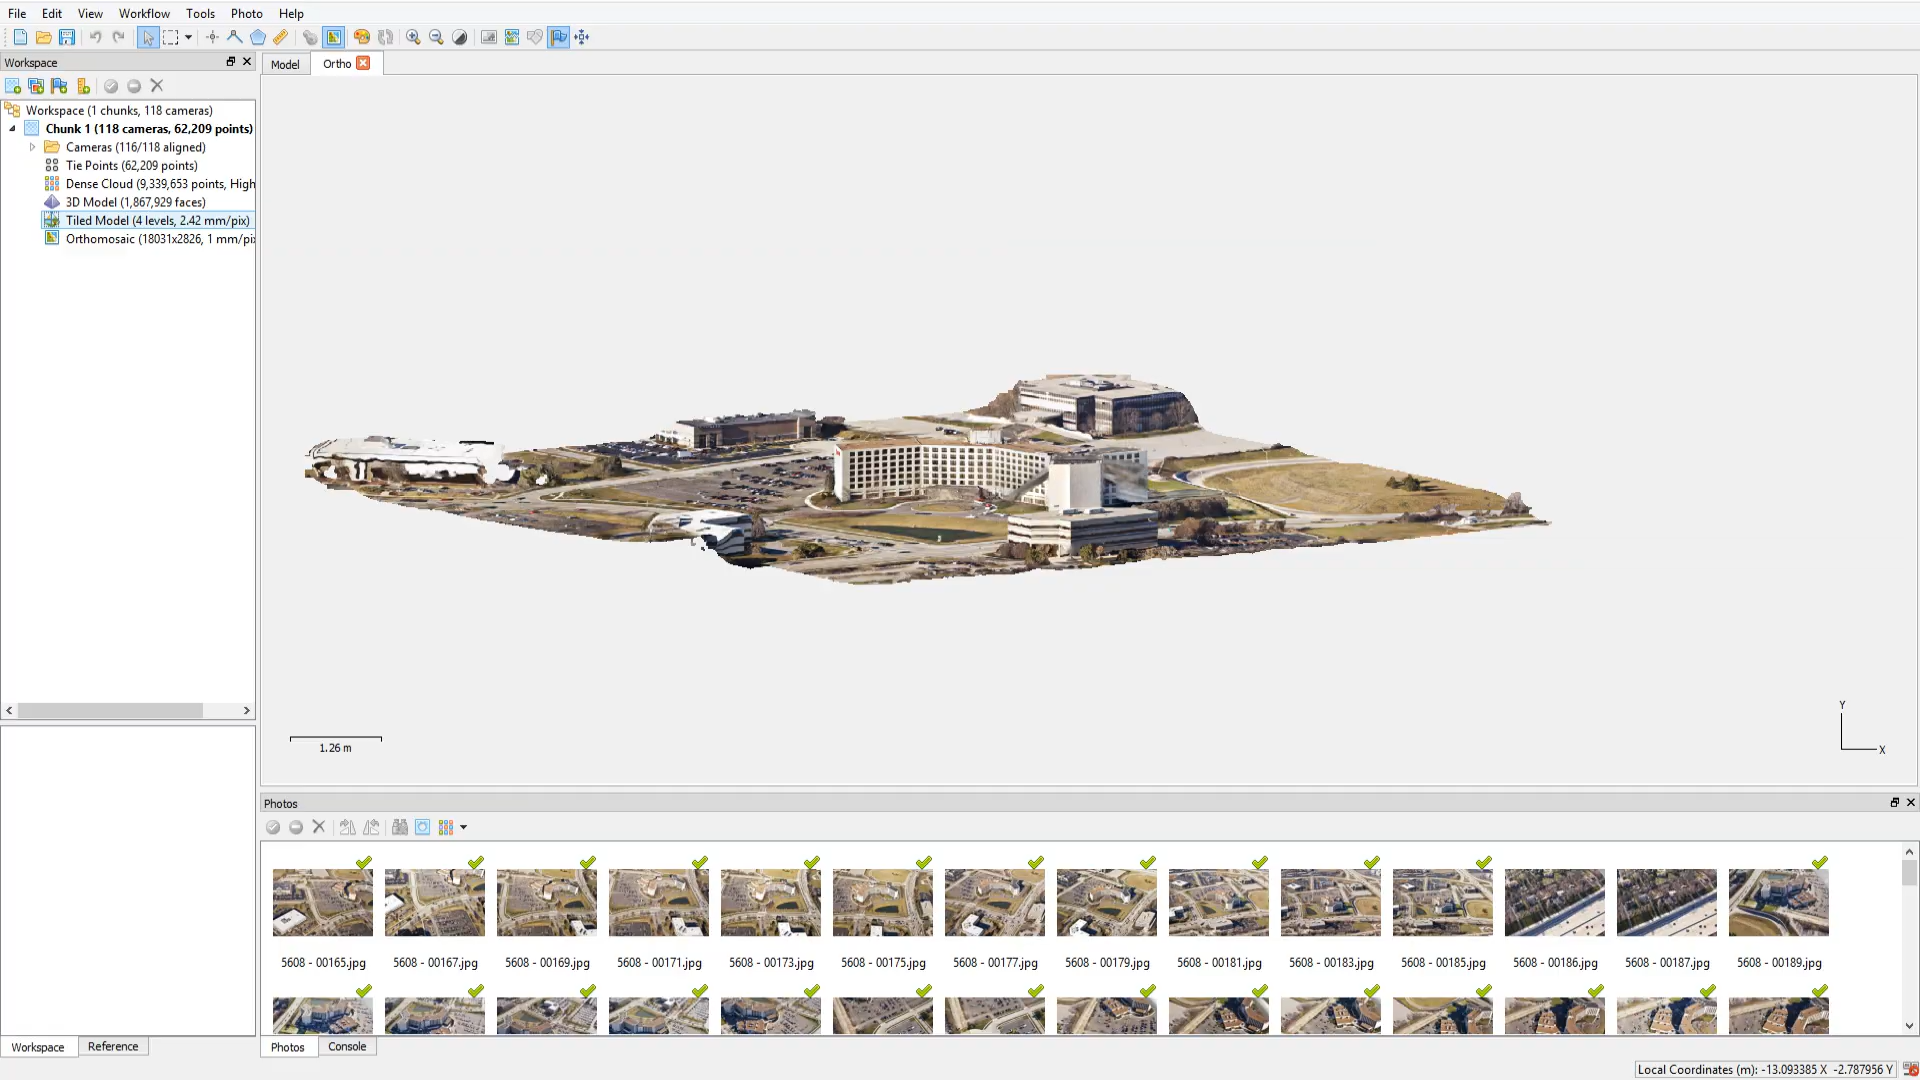 File Edit View Workflow Tools Photo Help
Workspace
Model Ortho
Workspace (1 chunks, 118 cameras)
Chunk 1 (118 cameras, 62,209 points)
Cameras (116/118 aligned)
Tie Points (62,209 points)
Dense Cloud (9,339,653 points, High
3D Model (1,867,929 faces)
Tiled Model (4 levels, 2.42 mm/pix)
Orthomosaic (18031x2826, 1 mm/pix
Y
X
1.26 m
Photos
5608 - 00165.jpg 5608 - 00167.jpg 5608 - 00169.jpg 5608 - 00171.jpg 5608 - 00173.jpg 5608 - 00175.jpg 5608 - 00177.jpg 5608 - 00179.jpg 5608 - 00181.jpg 5608 - 00183.jpg 5608 - 00185.jpg 5608 - 00186.jpg 5608 - 00187.jpg 5608 - 00189.jpg
Workspace Reference
Photos Console
Local Coordinates (m): -13.093385 X -2.787956 Y